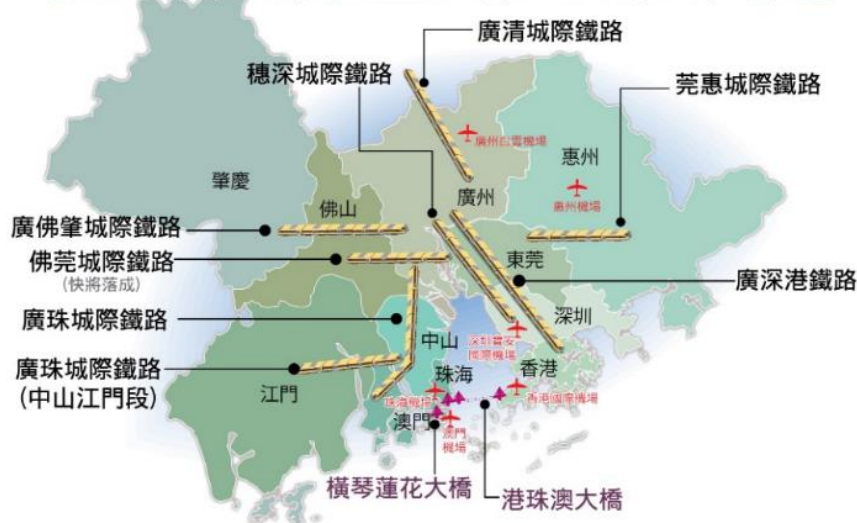 廣清城際鐵路
穗深城際鐵路
莞惠城際鐵路
廣州白雲機場
惠州
肇慶
廣州
惠州機場
佛山
廣佛肇城際鐵路
佛莞城際鐵路
(快將落成)
東莞
廣深港鐵路
廣珠城際鐵路
深圳
中山
深圳寶安
國際機場
廣珠城際鐵路
(中山江門段)
江門
珠海
香港
珠海機場
香港國際機場
澳門
澳門
機場
橫琴蓮花大橋
港珠澳大橋